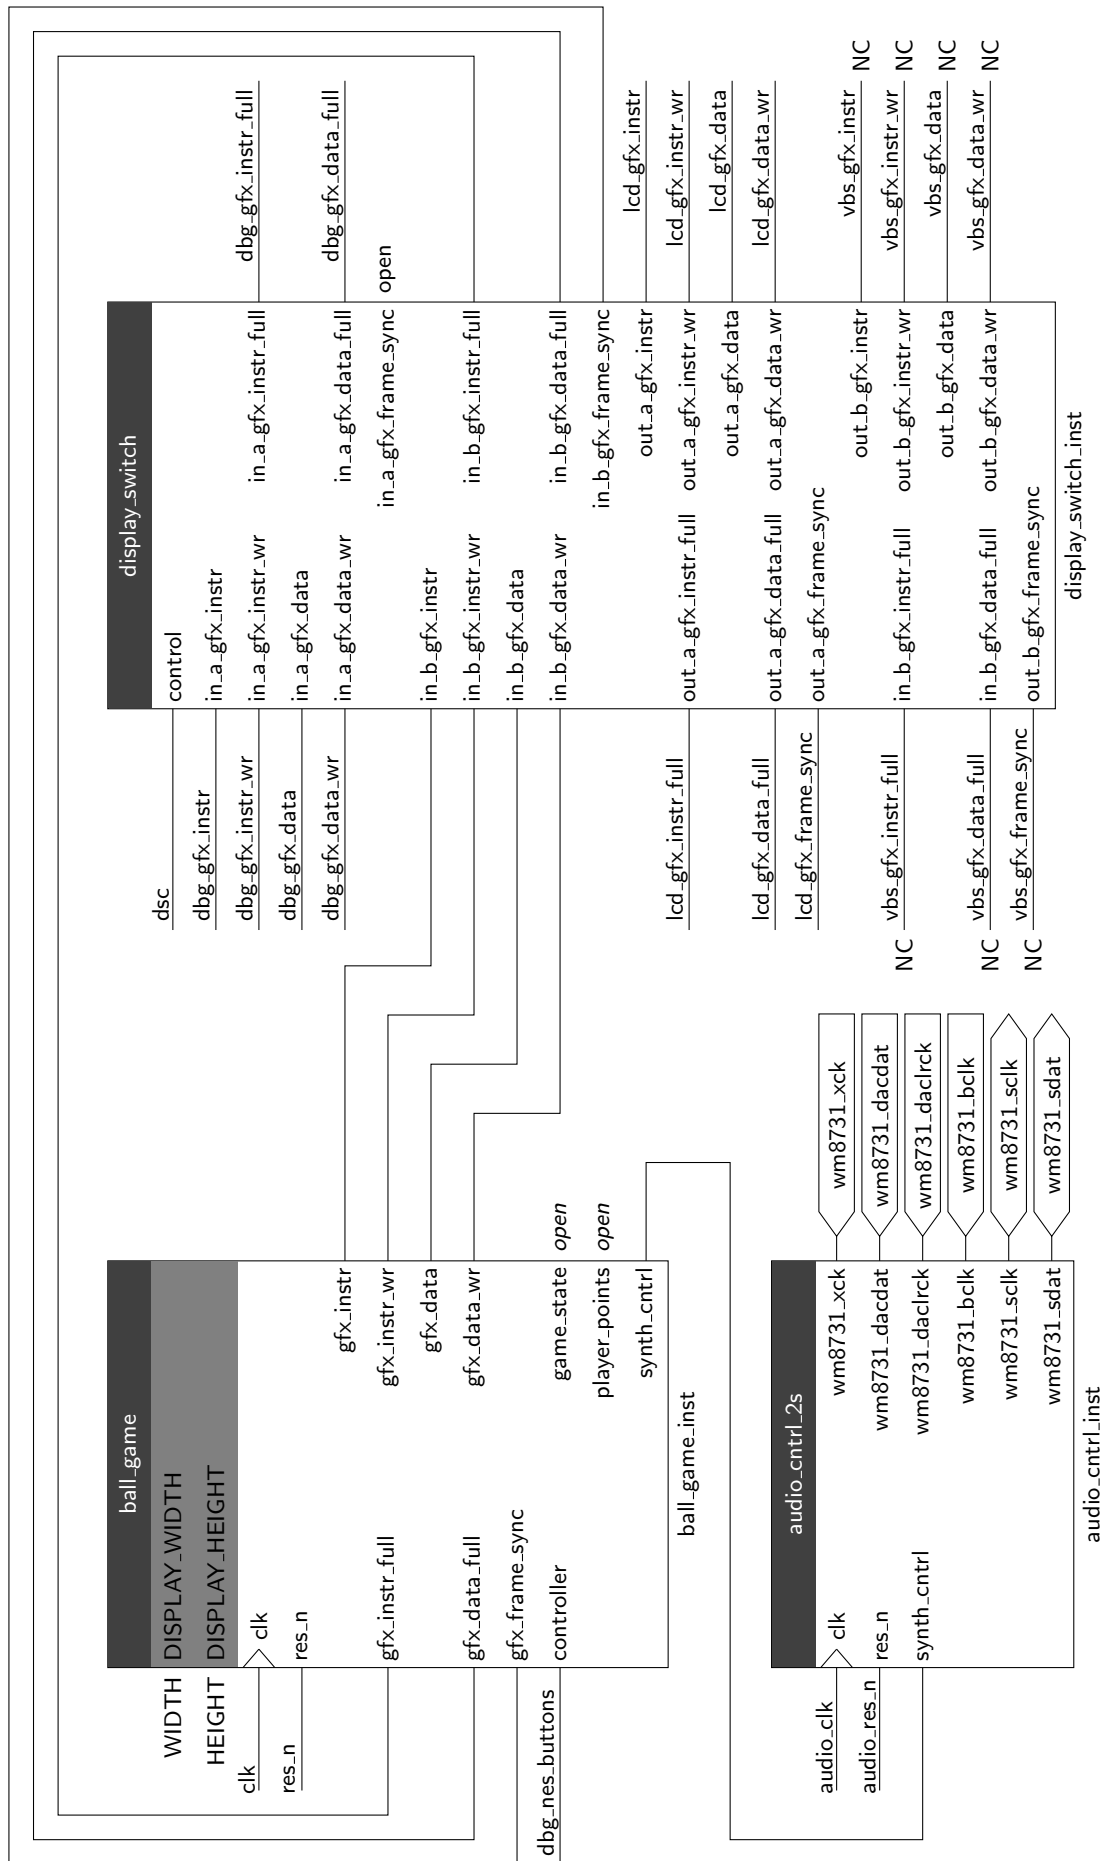 ball_game
WIDTH DISPLAY_WIDTH
HEIGHT DISPLAY_HEIGHT
clk
clk
res_n
res_n
gfx_instr_full
gfx_data_full
gfx_frame_sync
dbg_nes_buttons
controller
gfx_instr
gfx_instr_wr
gfx_data
gfx_data_wr
game_state open
player_points open
synth_cntrl
ball_game_inst
display_switch
dsc
control
dbg_gfx_instr
in_a_gfx_instr
dbg_gfx_instr_wr
in_a_gfx_instr_wr
in_a_gfx_instr_full
dbg_gfx_instr_full
dbg_gfx_data
in_a_gfx_data
dbg_gfx_data_wr
in_a_gfx_data_wr
in_a_gfx_data_full
dbg_gfx_data_full
in_a_gfx_frame_sync open
in_b_gfx_instr
in_b_gfx_instr_wr
in_b_gfx_instr_full
in_b_gfx_data
in_b_gfx_data_wr
in_b_gfx_data_full
in_b_gfx_frame_sync
out_a_gfx_instr
lcd_gfx_instr
lcd_gfx_instr_full
out_a_gfx_instr_full
out_a_gfx_instr_wr
lcd_gfx_instr_wr
out_a_gfx_data
lcd_gfx_data
lcd_gfx_data_full
out_a_gfx_data_full
out_a_gfx_data_wr
lcd_gfx_data_wr
lcd_gfx_frame_sync
out_a_gfx_frame_sync
out_b_gfx_instr
vbs_gfx_instr NC
NC vbs_gfx_instr_full
in_b_gfx_instr_full
out_b_gfx_instr_wr
vbs_gfx_instr_wr NC
out_b_gfx_data
vbs_gfx_data NC
NC vbs_gfx_data_full
in_b_gfx_data_full
out_b_gfx_data_wr
vbs_gfx_data_wr NC
NC vbs_gfx_frame_sync
out_b_gfx_frame_sync
display_switch_inst
audio_cntrl_2s
audio_clk
clk
wm8731_xck
wm8731_xck
audio_res_n
res_n
wm8731_dacdat
wm8731_dacdat
synth_cntrl
wm8731_daclrck
wm8731_daclrck
wm8731_bclk
wm8731_bclk
wm8731_sclk
wm8731_sclk
wm8731_sdat
wm8731_sdat
audio_cntrl_inst